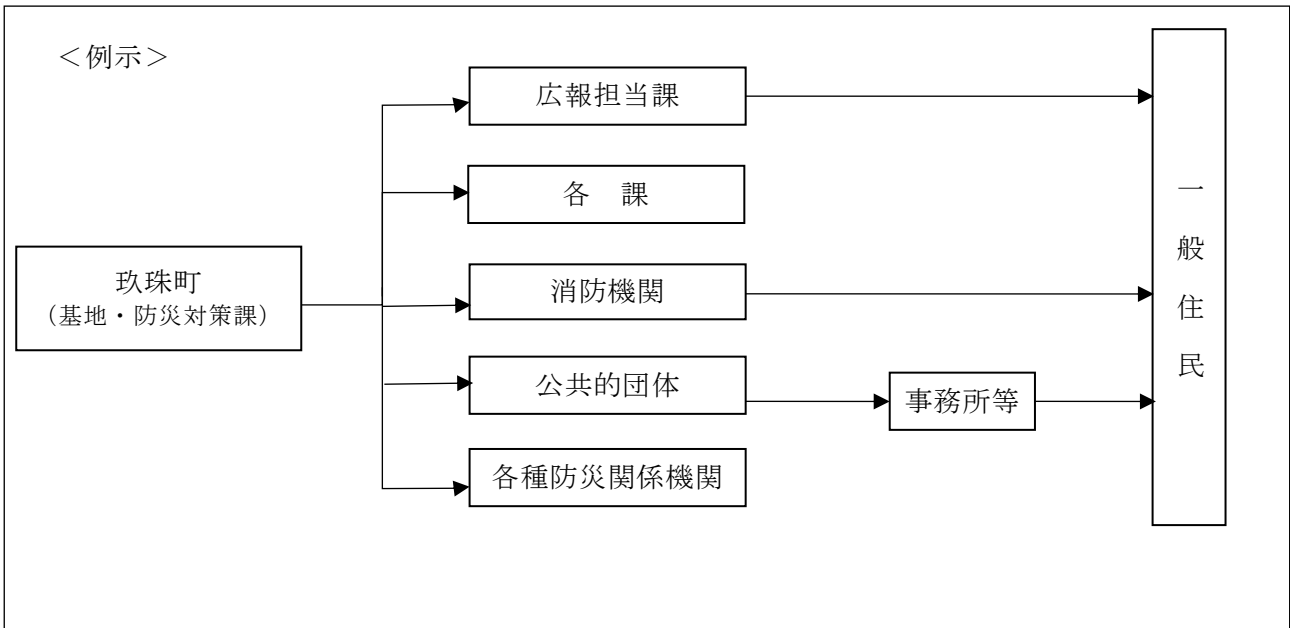 ＜例示＞
広報担当課
各　課
玖珠町
（基地・防災対策課）
消防機関
公共的団体
事務所等
各種防災関係機関
一般住民